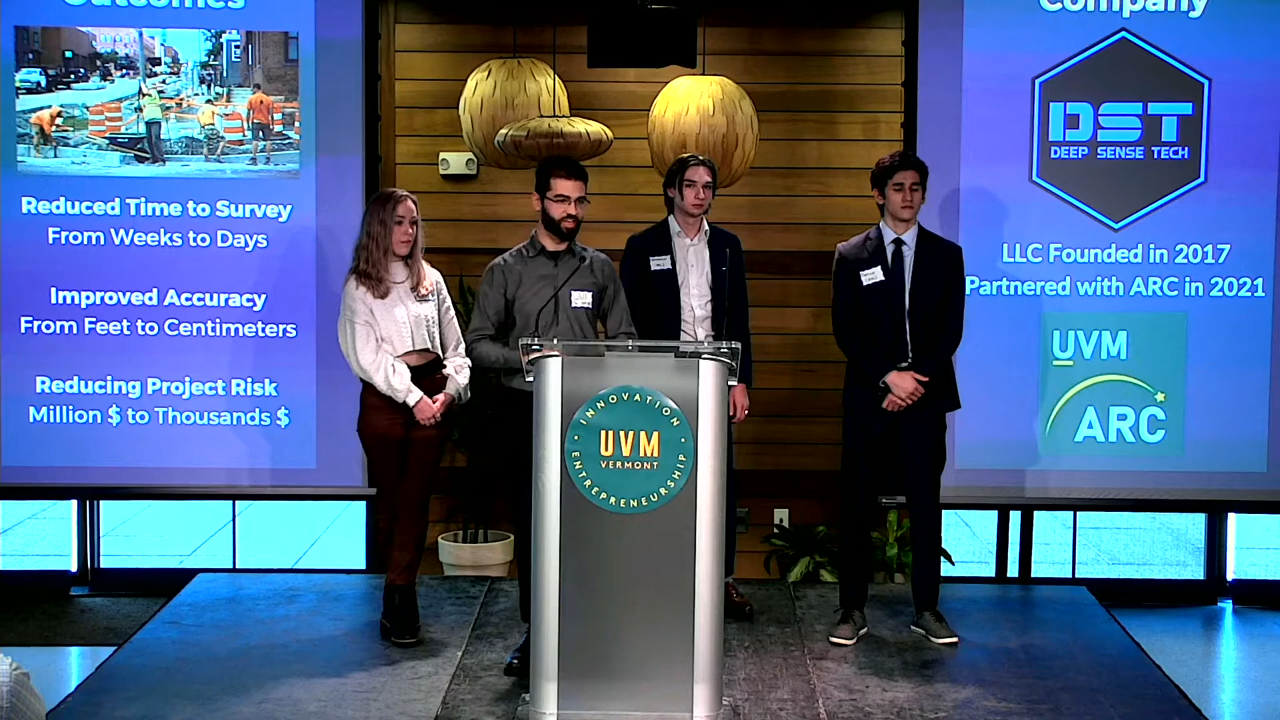 Outcomes
Reduced Time to Survey
From Weeks to Days
Improved Accuracy
From Feet to Centimeters
Reducing Project Risk
Million $ to Thousands $
INNOVATION
UVM
VERMONT
ENTREPRENEURSHIP
Company
DST
DEEP SENSE TECH
LLC Founded in 2017
Partnered with ARC in 2021
UVM
ARC